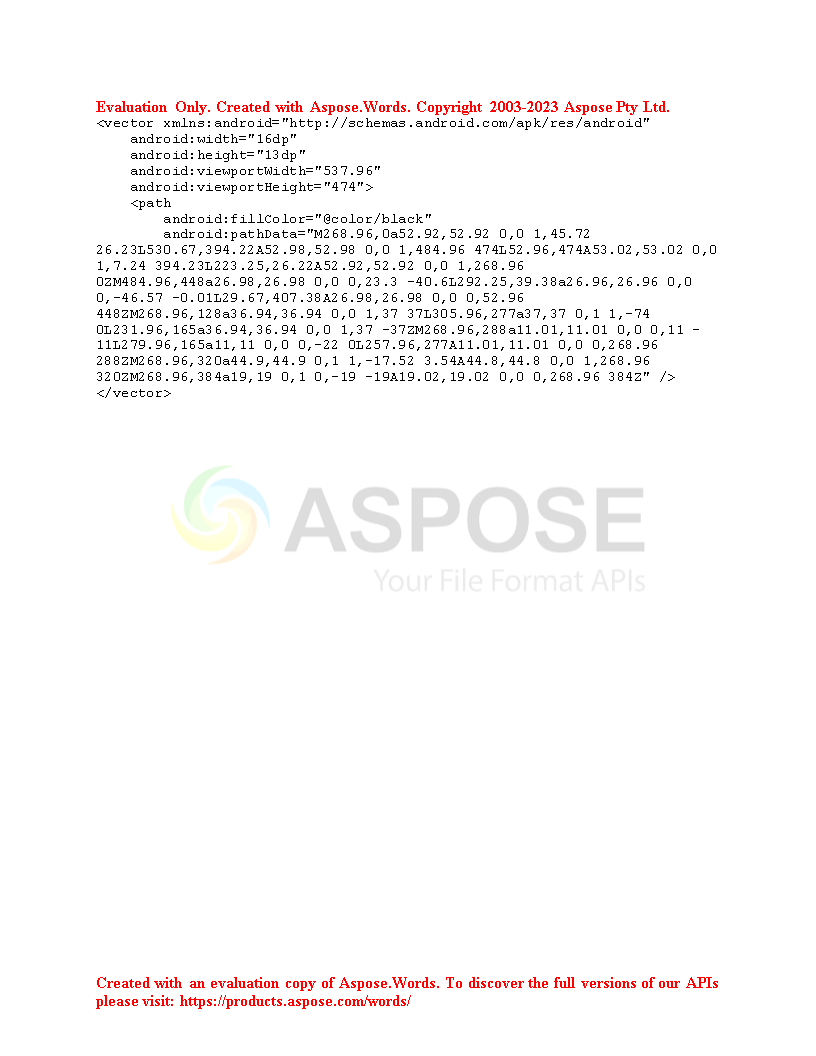 Evaluation Only. Created with Aspose.Words. Copyright 2003-2023 Aspose Pty Ltd.
<vector xmlns:android="http://schemas.android.com/apk/res/android"
    android:width="16dp"
    android:height="13dp"
    android:viewportWidth="537.96"
    android:viewportHeight="474">
    <path
        android:fillColor="@color/black"
        android:pathData="M268.96,0a52.92,52.92 0,0 1,45.72
26.23L530.67,394.22A52.98,52.98 0,0 1,484.96 474L52.96,474A53.02,53.02 0,0
1,7.24 394.23L223.25,26.22A52.92,52.92 0,0 1,268.96
0ZM484.96,448a26.98,26.98 0,0 0,23.3 -40.6L292.25,39.38a26.96,26.96 0,0
0,-46.57 -0.01L29.67,407.38A26.98,26.98 0,0 0,52.96
448ZM268.96,128a36.94,36.94 0,0 1,37 37L305.96,277a37,37 0,1 1,-74
0L231.96,165a36.94,36.94 0,0 1,37 -37ZM268.96,288a11.01,11.01 0,0 0,11 -
11L279.96,165a11,11 0,0 0,-22 0L257.96,277A11.01,11.01 0,0 0,268.96
288ZM268.96,320a44.9,44.9 0,1 1,-17.52 3.54A44.8,44.8 0,0 1,268.96
320ZM268.96,384a19,19 0,1 0,-19 -19A19.02,19.02 0,0 0,268.96 384Z" />
</vector>
ASPOSE
Your File Format APIs
Created with an evaluation copy of Aspose.Words. To discover the full versions of our APIs
please visit: https://products.aspose.com/words/